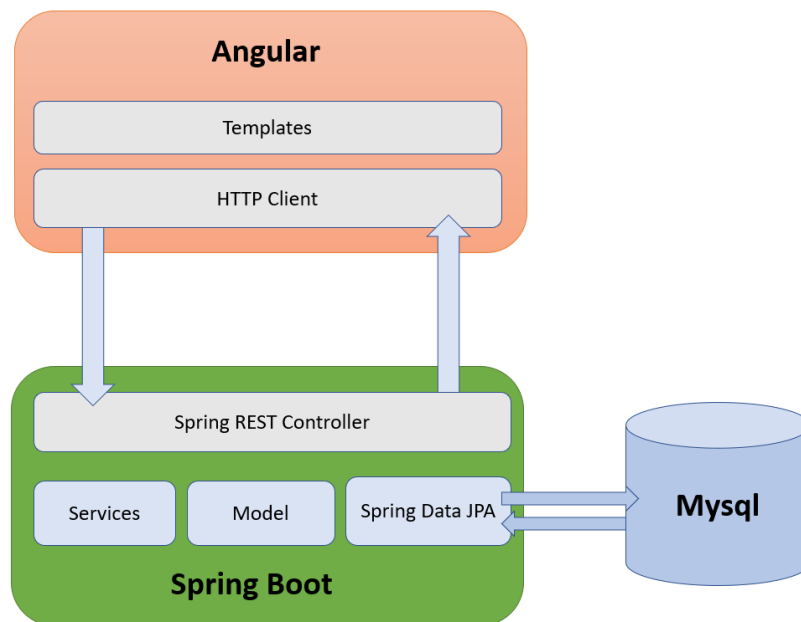 Angular
Templates
HTTP Client
Spring REST Controller
Services
Model
Spring Data JPA
Mysql
Spring Boot